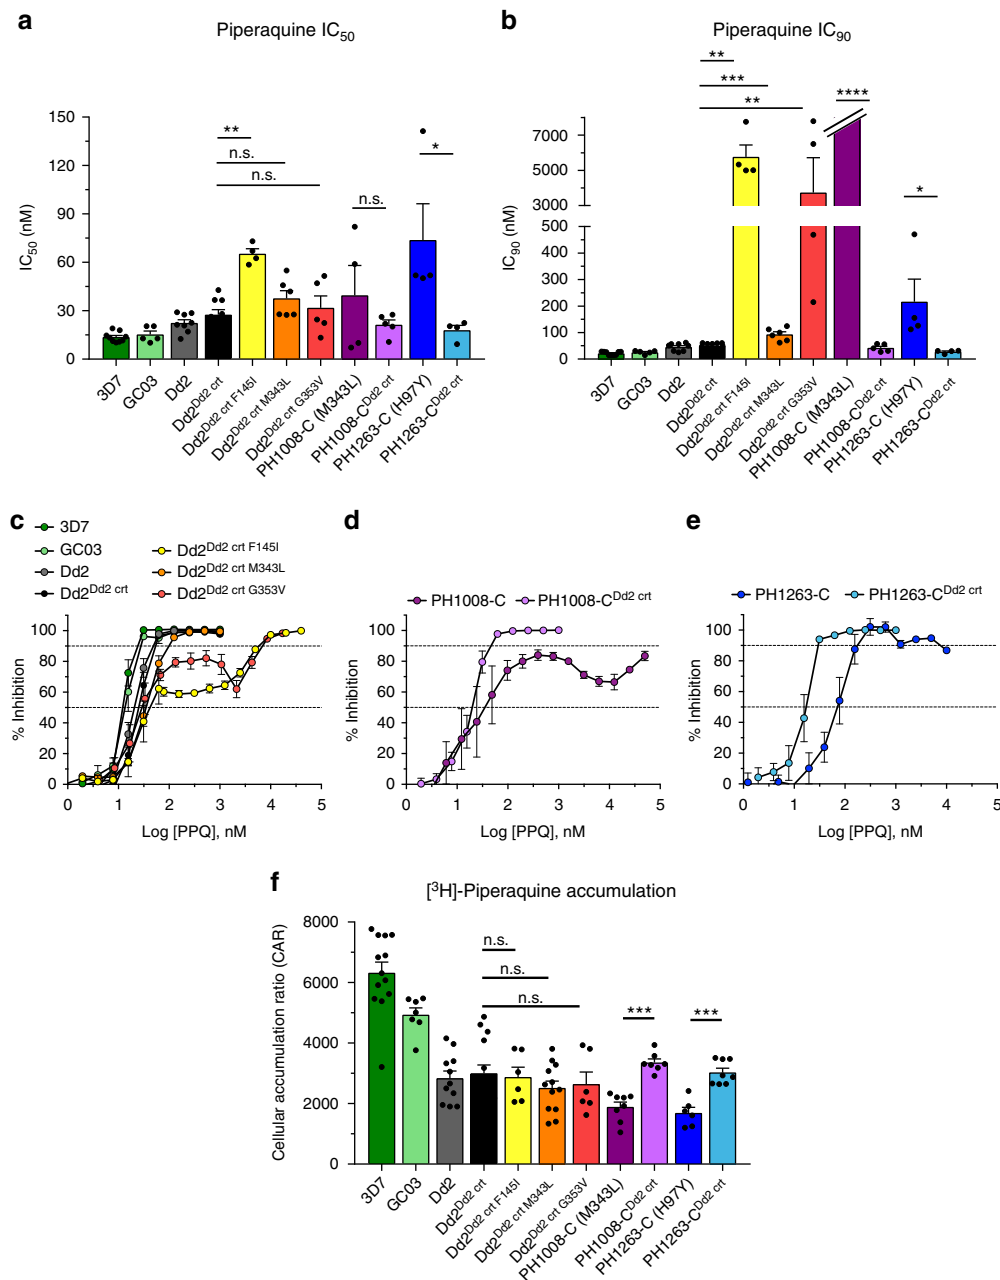 a
Piperaquine IC50
IC50 (nM)
150
120
90
60
30
0
**
n.s.
n.s.
n.s.
*
3D7
GC03
Dd2
Dd2Dd2 crt
Dd2Dd2 crt F145I
Dd2Dd2 crt M343L
Dd2Dd2 crt G353V
PH1008-C (M343L)
PH1008-CDd2 crt
PH1263-C (H97Y)
PH1263-CDd2 crt
b
Piperaquine IC90
IC90 (nM)
7000
5000
3000
500
400
300
200
100
0
**
***
**
****
*
3D7
GC03
Dd2
Dd2Dd2 crt
Dd2Dd2 crt F145I
Dd2Dd2 crt M343L
Dd2Dd2 crt G353V
PH1008-C (M343L)
PH1008-CDd2 crt
PH1263-C (H97Y)
PH1263-CDd2 crt
c
3D7
GC03
Dd2
Dd2Dd2 crt
Dd2Dd2 crt F145I
Dd2Dd2 crt M343L
Dd2Dd2 crt G353V
% Inhibition
100
80
60
40
20
0
0 1 2 3 4 5
Log [PPQ], nM
d
PH1008-C PH1008-CDd2 crt
% Inhibition
100
80
60
40
20
0
0 1 2 3 4 5
Log [PPQ], nM
e
PH1263-C PH1263-CDd2 crt
% Inhibition
100
80
60
40
20
0
0 1 2 3 4 5
Log [PPQ], nM
f
[3H]-Piperaquine accumulation
Cellular accumulation ratio (CAR)
8000
6000
4000
2000
0
n.s.
n.s.
n.s.
***
***
3D7
GC03
Dd2
Dd2Dd2 crt
Dd2Dd2 crt F145I
Dd2Dd2 crt M343L
Dd2Dd2 crt G353V
PH1008-C (M343L)
PH1008-CDd2 crt
PH1263-C (H97Y)
PH1263-CDd2 crt